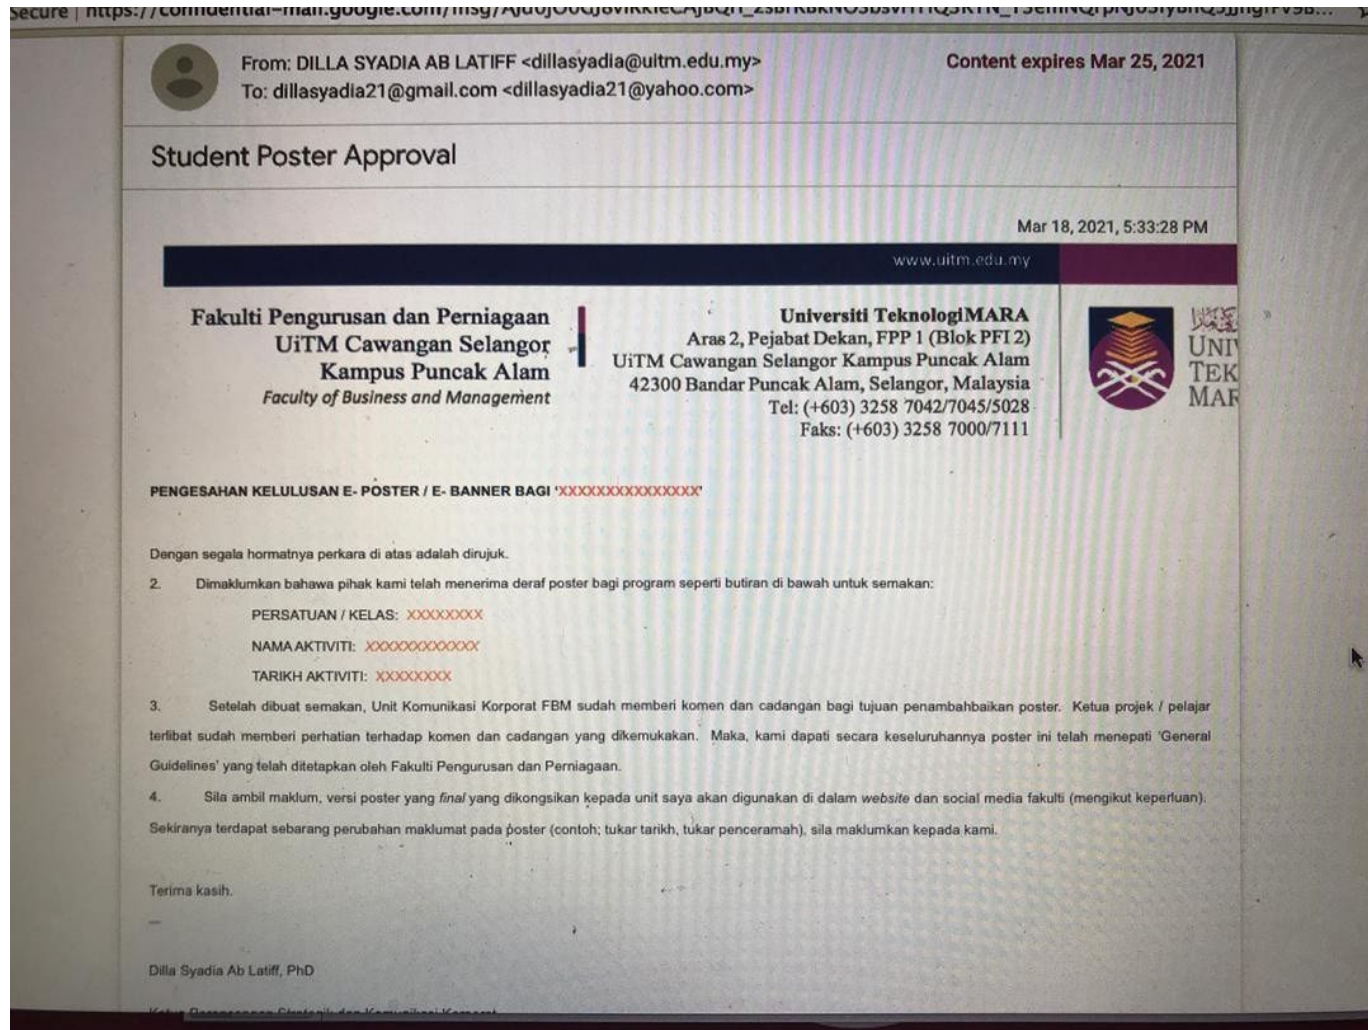 Secure | https://confidential-mail.google.com/msg/
From: DILLA SYADIA AB LATIFF <dillasyadia@uitm.edu.my>
Content expires Mar 25, 2021
To: dillasyadia21@gmail.com <dillasyadia21@yahoo.com>
Student Poster Approval
Mar 18, 2021, 5:33:28 PM
www.uitm.edu.my
Fakulti Pengurusan dan Perniagaan
UiTM Cawangan Selangor
Kampus Puncak Alam
Faculty of Business and Management
Universiti TeknologiMARA
Aras 2, Pejabat Dekan, FPP 1 (Blok PFI 2)
UiTM Cawangan Selangor Kampus Puncak Alam
42300 Bandar Puncak Alam, Selangor, Malaysia
Tel: (+603) 3258 7042/7045/5028
Faks: (+603) 3258 7000/7111
UNI
TEK
MAR
PENGESAHAN KELULUSAN E- POSTER / E- BANNER BAGI 'XXXXXXXXXXXXXXX'
Dengan segala hormatnya perkara di atas adalah dirujuk.
2. Dimaklumkan bahawa pihak kami telah menerima deraf poster bagi program seperti butiran di bawah untuk semakan:
PERSATUAN / KELAS: XXXXXXXX
NAMA AKTIVITI: XXXXXXXXXXXX
TARIKH AKTIVITI: XXXXXXXX
3. Setelah dibuat semakan, Unit Komunikasi Korporat FBM sudah memberi komen dan cadangan bagi tujuan penambahbaikan poster. Ketua projek / pelajar
terlibat sudah memberi perhatian terhadap komen dan cadangan yang dikemukakan. Maka, kami dapati secara keseluruhannya poster ini telah menepati 'General
Guidelines' yang telah ditetapkan oleh Fakulti Pengurusan dan Perniagaan.
4. Sila ambil maklum, versi poster yang final yang dikongsikan kepada unit saya akan digunakan di dalam website dan social media fakulti (mengikut keperluan).
Sekiranya terdapat sebarang perubahan maklumat pada poster (contoh; tukar tarikh, tukar penceramah), sila maklumkan kepada kami.
Terima kasih.
—
Dilla Syadia Ab Latiff, PhD